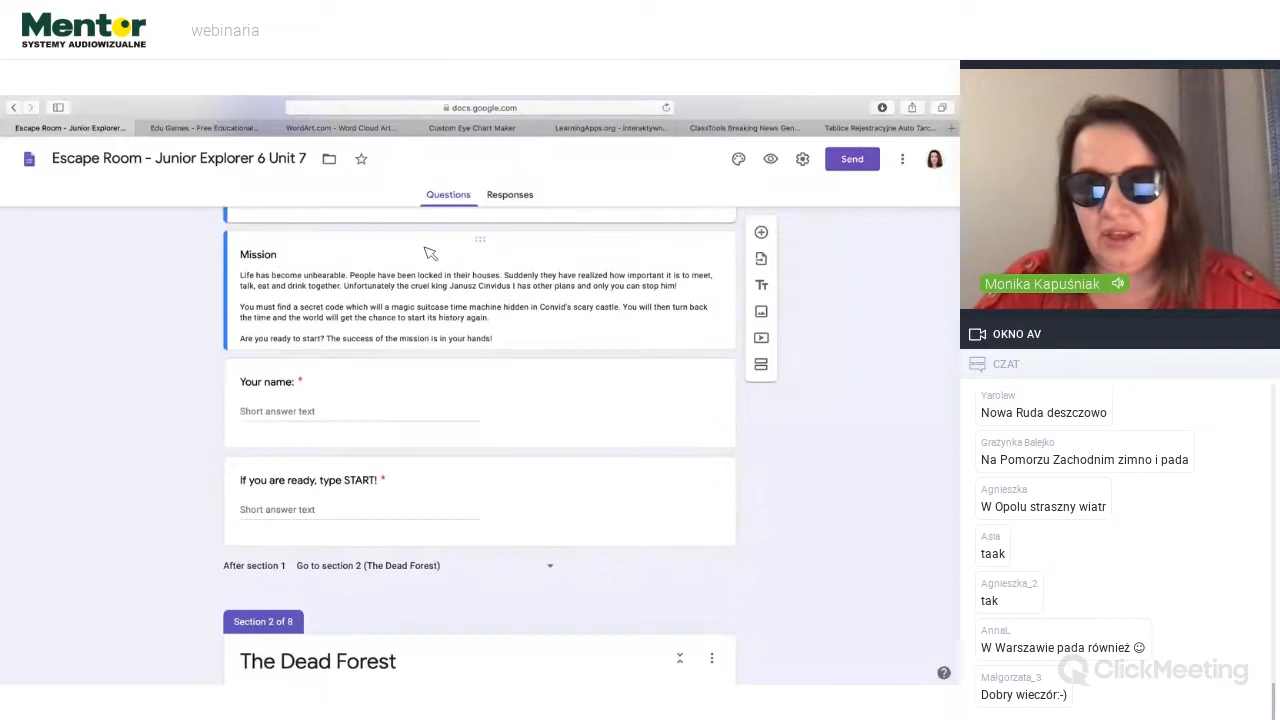 Mentor
SYSTEMY AUDIOWIZUALNE
webinaria
docs.google.com
Escape Room - Junior Explorer...
Edu Games - Free Educational...
WordArt.com - Word Cloud Art...
Custom Eye Chart Maker
LearningApps.org - interaktywn...
ClassTools Breaking News Gen...
Tablice Rejestracyjne Auto Tarc...
Escape Room - Junior Explorer 6 Unit 7
Send
Questions
Responses
Mission
Life has become unbearable. People have been locked in their houses. Suddenly they have realized how important it is to meet,
talk, eat and drink together. Unfortunately the cruel king Janusz Cinvidus I has other plans and only you can stop him!
You must find a secret code which will a magic suitcase time machine hidden in Convid's scary castle. You will then turn back
the time and the world will get the chance to start its history again.
Are you ready to start? The success of the mission is in your hands!
Your name: *
Short answer text
If you are ready, type START! *
Short answer text
After section 1 Go to section 2 (The Dead Forest)
Section 2 of 8
The Dead Forest
Monika Kapuśniak
OKNO AV
CZAT
Yarolaw
Nowa Ruda deszczowo
Grażynka Balejko
Na Pomorzu Zachodnim zimno i pada
Agnieszka
W Opolu straszny wiatr
Asia
taak
Agnieszka_2
tak
AnnaL
W Warszawie pada również ☺
Małgorzata_3
Dobry wieczór:-)
ClickMeeting